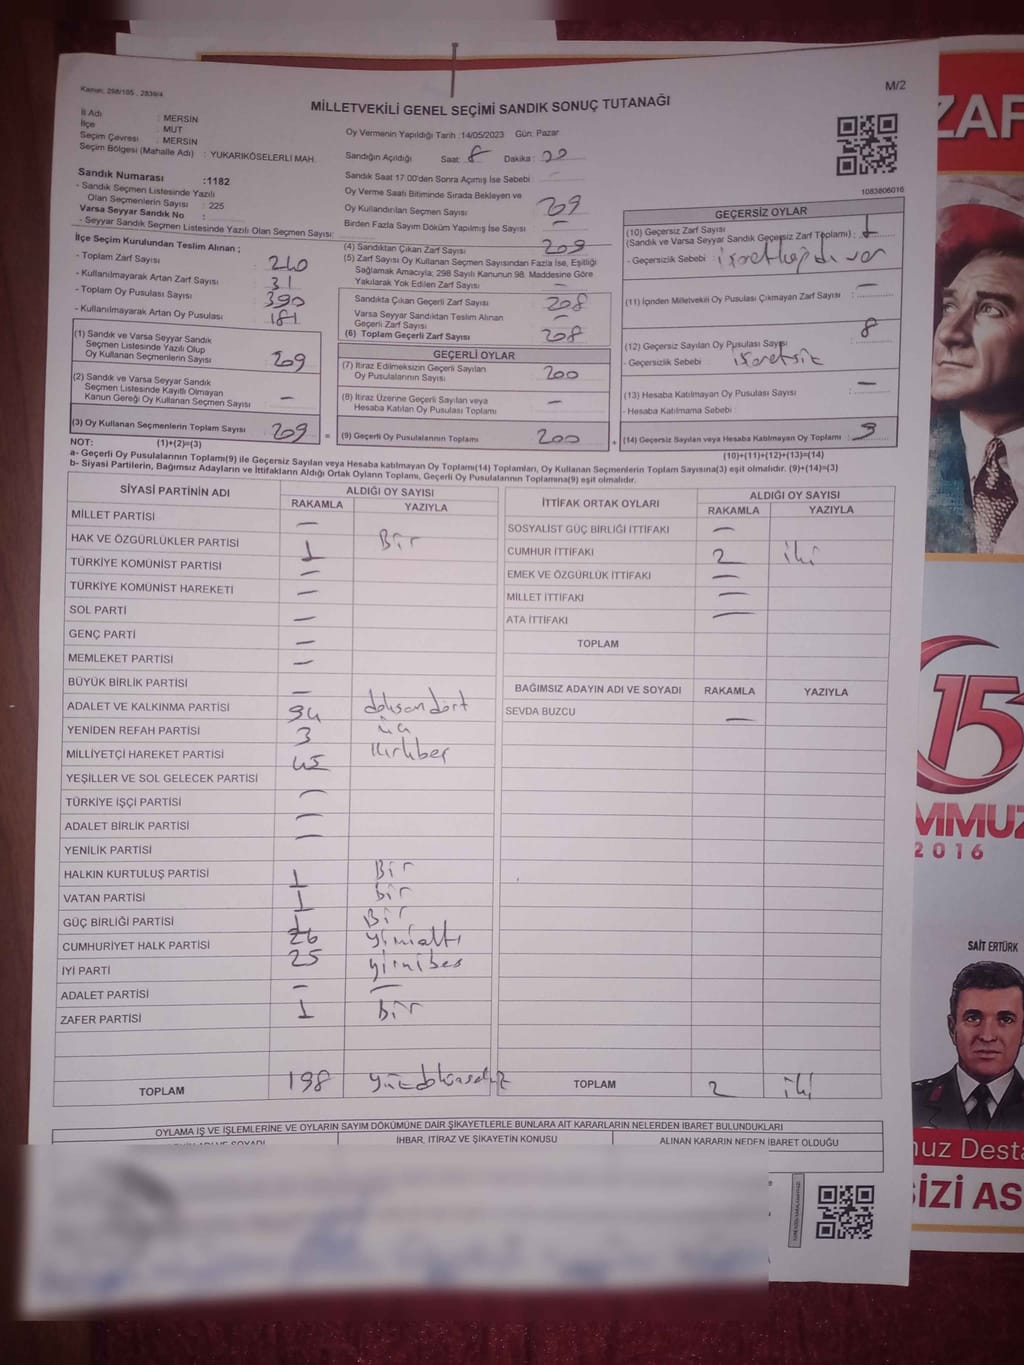 Kanun: 298/105 , 2839/4
M/2
MİLLETVEKİLİ GENEL SEÇİMİ SANDIK SONUÇ TUTANAĞI
İl Adı : MERSİN
İlçe : MUT
Seçim Çevresi : MERSİN
Seçim Bölgesi (Mahalle Adı) : YUKARIKÖSELERLİ MAH.
Sandık Numarası :1182
- Sandık Seçmen Listesinde Yazılı
Olan Seçmenlerin Sayısı : 225
Varsa Seyyar Sandık No :
- Seyyar Sandık Seçmen Listesinde Yazılı Olan Seçmen Sayısı:
Oy Vermenin Yapıldığı Tarih :14/05/2023 Gün: Pazar
Sandığın Açıldığı Saat: 8 Dakika:
Sandık Saat 17:00'den Sonra Açılmış İse Sebebi :
Oy Verme Saati Bitiminde Sırada Bekleyen ve
Oy Kullandırılan Seçmen Sayısı : 209
Birden Fazla Sayım Döküm Yapılmış İse Sayısı : –
1083806016
İlçe Seçim Kurulundan Teslim Alınan ;
- Toplam Zarf Sayısı : 240
- Kullanılmayarak Artan Zarf Sayısı : 31
- Toplam Oy Pusulası Sayısı : 390
- Kullanılmayarak Artan Oy Pusulası : 181
(1) Sandık ve Varsa Seyyar Sandık
Seçmen Listesinde Yazılı Olup
Oy Kullanan Seçmenlerin Sayısı : 209
(2) Sandık ve Varsa Seyyar Sandık
Seçmen Listesinde Kayıtlı Olmayan
Kanun Gereği Oy Kullanan Seçmen Sayısı : –
(3) Oy Kullanan Seçmenlerin Toplam Sayısı : 209
(4) Sandıktan Çıkan Zarf Sayısı : 209
(5) Zarf Sayısı Oy Kullanan Seçmen Sayısından Fazla İse, Eşitliği
Sağlamak Amacıyla; 298 Sayılı Kanunun 98. Maddesine Göre
Yakılarak Yok Edilen Zarf Sayısı : –
Sandıkta Çıkan Geçerli Zarf Sayısı : 208
Varsa Seyyar Sandıktan Teslim Alınan
Geçerli Zarf Sayısı : –
(6) Toplam Geçerli Zarf Sayısı : 208
GEÇERLİ OYLAR
(7) İtiraz Edilmeksizin Geçerli Sayılan
Oy Pusulalarının Sayısı : 200
(8) İtiraz Üzerine Geçerli Sayılan veya
Hesaba Katılan Oy Pusulası Toplamı : –
= (9) Geçerli Oy Pusulalarının Toplamı : 200 +
GEÇERSİZ OYLAR
(10) Geçersiz Zarf Sayısı
(Sandık ve Varsa Seyyar Sandık Geçersiz Zarf Toplamı) : 1
- Geçersizlik Sebebi : var
(11) İçinden Milletvekili Oy Pusulası Çıkmayan Zarf Sayısı : –
(12) Geçersiz Sayılan Oy Pusulası Sayısı : 8
- Geçersizlik Sebebi : işaretsiz
(13) Hesaba Katılmayan Oy Pusulası Sayısı : –
- Hesaba Katılmama Sebebi :
(14) Geçersiz Sayılan veya Hesaba Katılmayan Oy Toplamı : 9
NOT: (1)+(2)=(3) (10)+(11)+(12)+(13)=(14)
a- Geçerli Oy Pusulalarının Toplamı(9) ile Geçersiz Sayılan veya Hesaba katılmayan Oy Toplamı(14) Toplamları, Oy Kullanan Seçmenlerin Toplam Sayısına(3) eşit olmalıdır. (9)+(14)=(3)
b- Siyasi Partilerin, Bağımsız Adayların ve İttifakların Aldığı Ortak Oyların Toplamı, Geçerli Oy Pusulalarının Toplamına(9) eşit olmalıdır.
SİYASİ PARTİNİN ADI ALDIĞI OY SAYISI
RAKAMLA YAZIYLA
MİLLET PARTİSİ –
HAK VE ÖZGÜRLÜKLER PARTİSİ 1 Bir
TÜRKİYE KOMÜNİST PARTİSİ –
TÜRKİYE KOMÜNİST HAREKETİ –
SOL PARTİ –
GENÇ PARTİ –
MEMLEKET PARTİSİ –
BÜYÜK BİRLİK PARTİSİ –
ADALET VE KALKINMA PARTİSİ 94 doksandört
YENİDEN REFAH PARTİSİ 3 üç
MİLLİYETÇİ HAREKET PARTİSİ 45 Kırkbeş
YEŞİLLER VE SOL GELECEK PARTİSİ
TÜRKİYE İŞÇİ PARTİSİ –
ADALET BİRLİK PARTİSİ –
YENİLİK PARTİSİ –
HALKIN KURTULUŞ PARTİSİ 1 Bir
VATAN PARTİSİ 1 bir
GÜÇ BİRLİĞİ PARTİSİ 1 Bir
CUMHURİYET HALK PARTİSİ 26 yirmialtı
İYİ PARTİ 25 yirmibeş
ADALET PARTİSİ – –
ZAFER PARTİSİ 1 Bir
TOPLAM 198
İTTİFAK ORTAK OYLARI ALDIĞI OY SAYISI
RAKAMLA YAZIYLA
SOSYALİST GÜÇ BİRLİĞİ İTTİFAKI –
CUMHUR İTTİFAKI 2 iki
EMEK VE ÖZGÜRLÜK İTTİFAKI –
MİLLET İTTİFAKI –
ATA İTTİFAKI –
TOPLAM
BAĞIMSIZ ADAYIN ADI VE SOYADI RAKAMLA YAZIYLA
SEVDA BUZCU –
TOPLAM 2 iki
OYLAMA İŞ VE İŞLEMLERİNE VE OYLARIN SAYIM DÖKÜMÜNE DAİR ŞİKAYETLERLE BUNLARA AİT KARARLARIN NELERDEN İBARET BULUNDUKLARI
İHBAR, İTİRAZ VE ŞİKAYETİN KONUSU
ALINAN KARARIN NEDEN İBARET OLDUĞU
ZAF
15
MMUZ
2016
SAİT ERTÜRK
uz Desta
İZİ AS